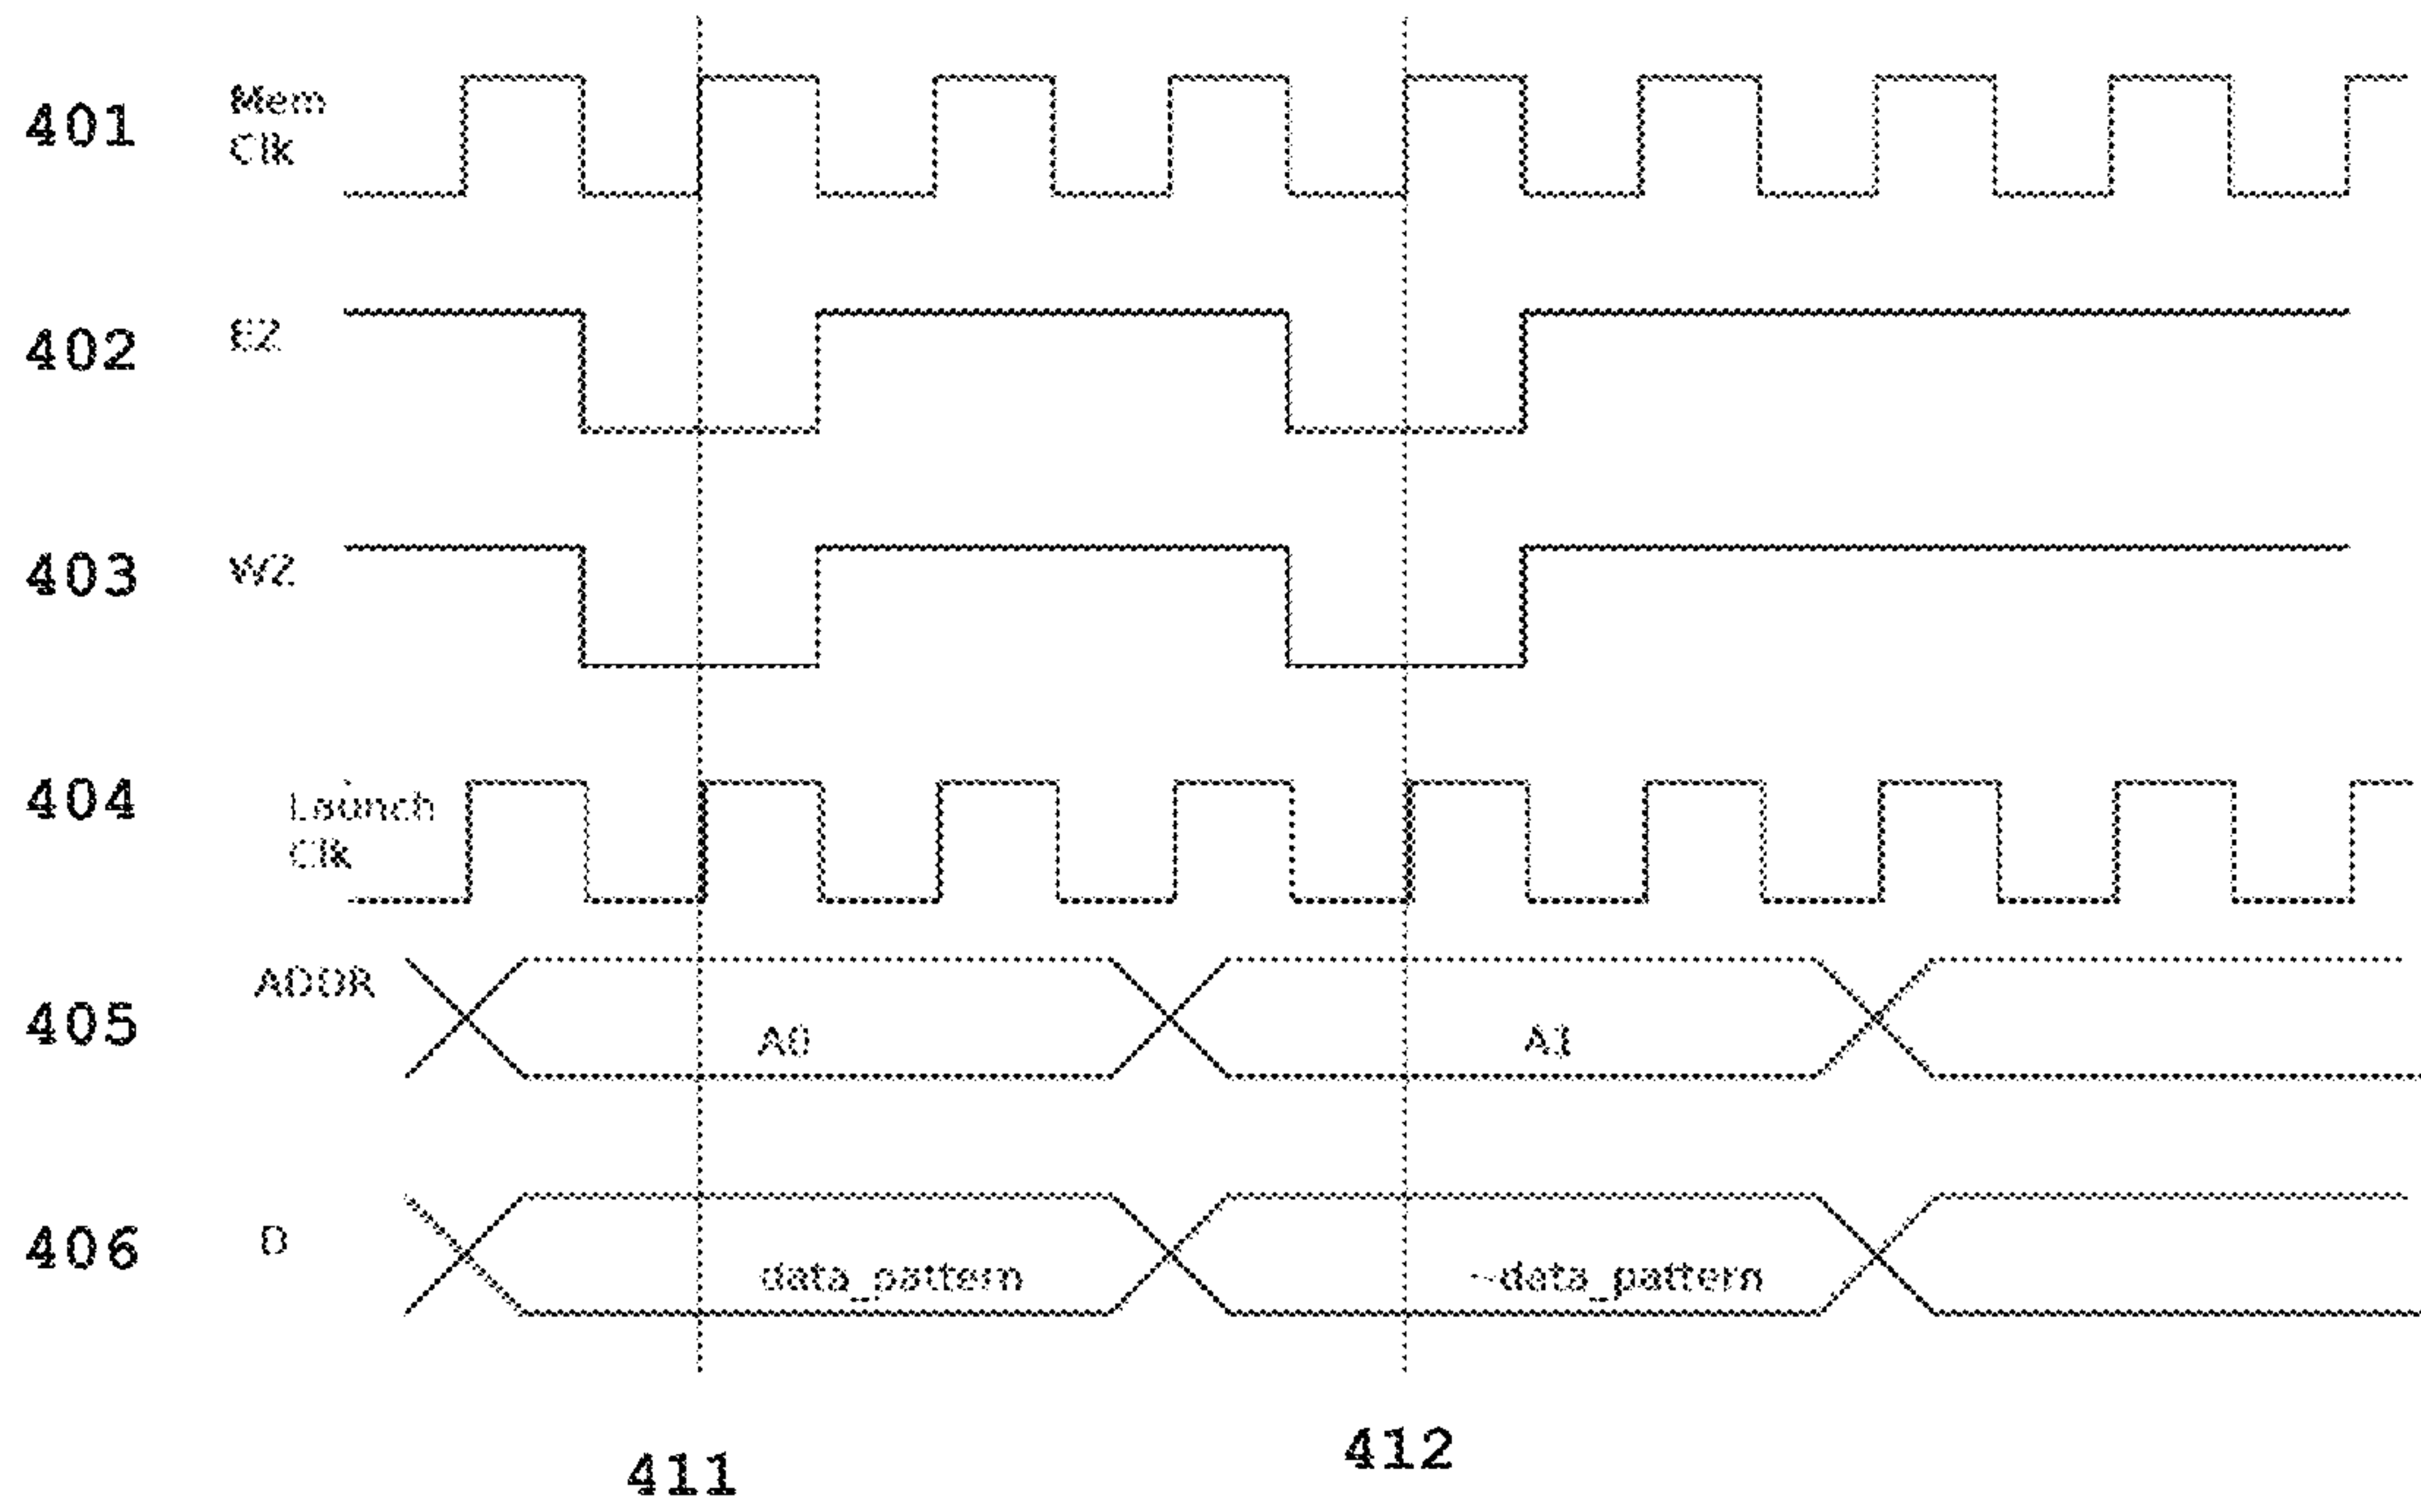 401 Mem
Clk
402 EZ
403 WZ
404 Launch
Clk
405 ADDR
A0 A1
406 D
data_pattern ~data_pattern
411 412